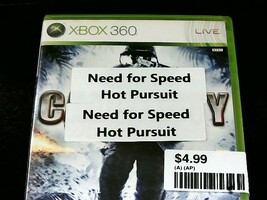 XBOX 360
LIVE
Need for Speed
Hot Pursuit
Need for Speed
Hot Pursuit
C
Y
$4.99
(A) (AP)